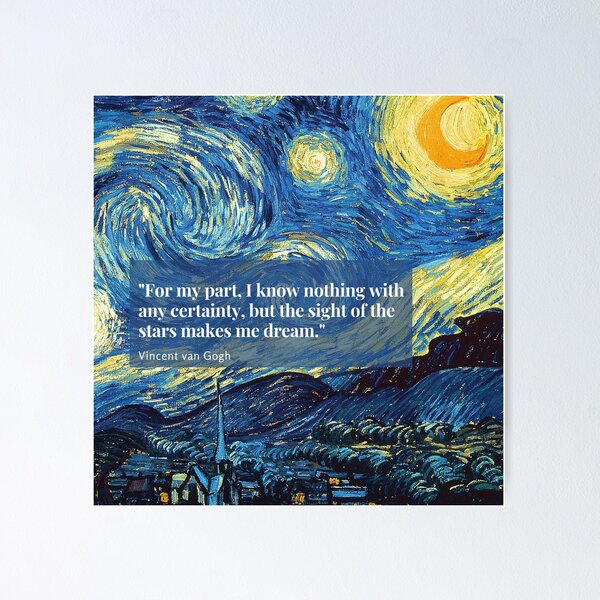 "For my part, I know nothing with
any certainty, but the sight of the
stars makes me dream."
Vincent van Gogh